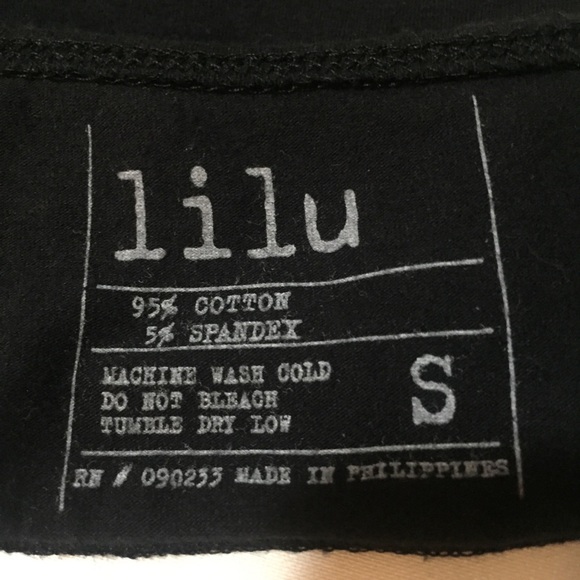 lilu
95% COTTON
5% SPANDEX
MACHINE WASH COLD
DO NOT BLEACH
TUMBLE DRY LOW
S
RN # 090233 MADE IN PHILIPPINES